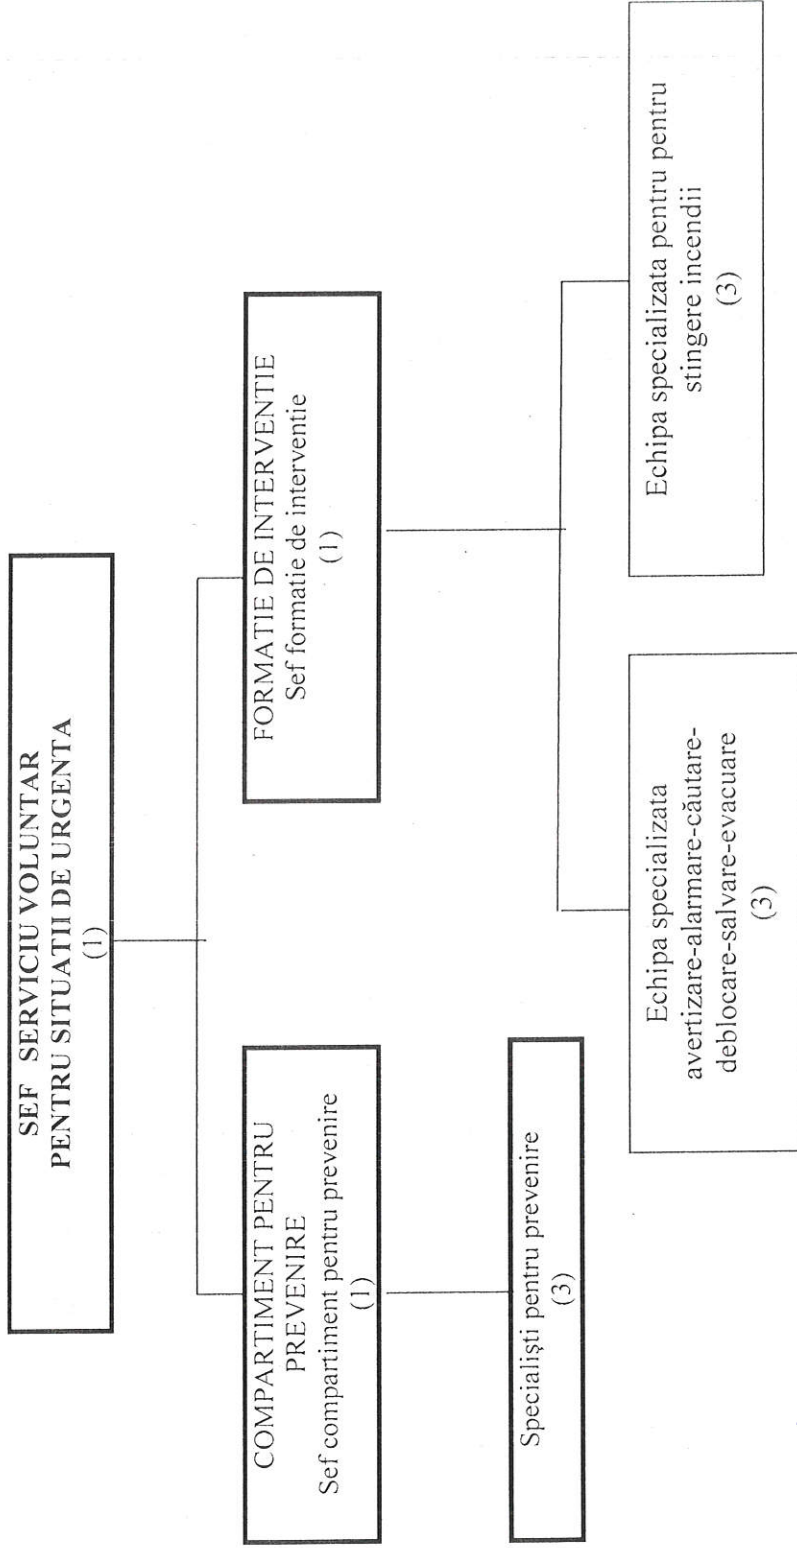 SEF SERVICIU VOLUNTAR
PENTRU SITUATII DE URGENTA
(1)
COMPARTIMENT PENTRU
PREVENIRE
Sef compartiment pentru prevenire
(1)
FORMATIE DE INTERVENTIE
Sef formatie de interventie
(1)
Specialişti pentru prevenire
(3)
Echipa specializata
avertizare-alarmare-căutare-
deblocare-salvare-evacuare
(3)
Echipa specializata pentru pentru
stingere incendii
(3)